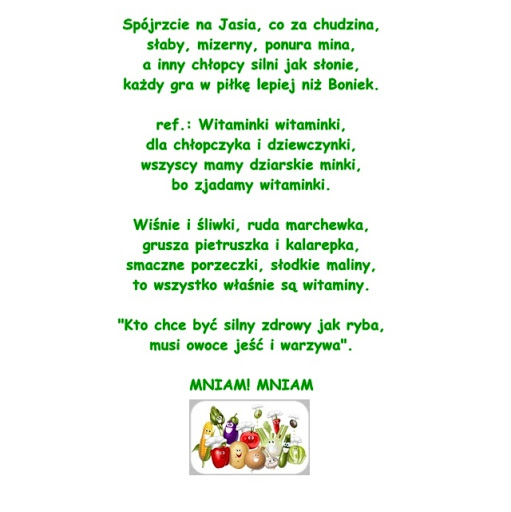 Spójrzcie na Jasia, co za chudzina,
słaby, mizerny, ponura mina,
a inny chłopcy silni jak słonie,
każdy gra w piłkę lepiej niż Boniek.
ref.: Witaminki witaminki,
dla chłopczyka i dziewczynki,
wszyscy mamy dziarskie minki,
bo zjadamy witaminki.
Wiśnie i śliwki, ruda marchewka,
grusza pietruszka i kalarepka,
smaczne porzeczki, słodkie maliny,
to wszystko właśnie są witaminy.
"Kto chce być silny zdrowy jak ryba,
musi owoce jeść i warzywa".
MNIAM! MNIAM